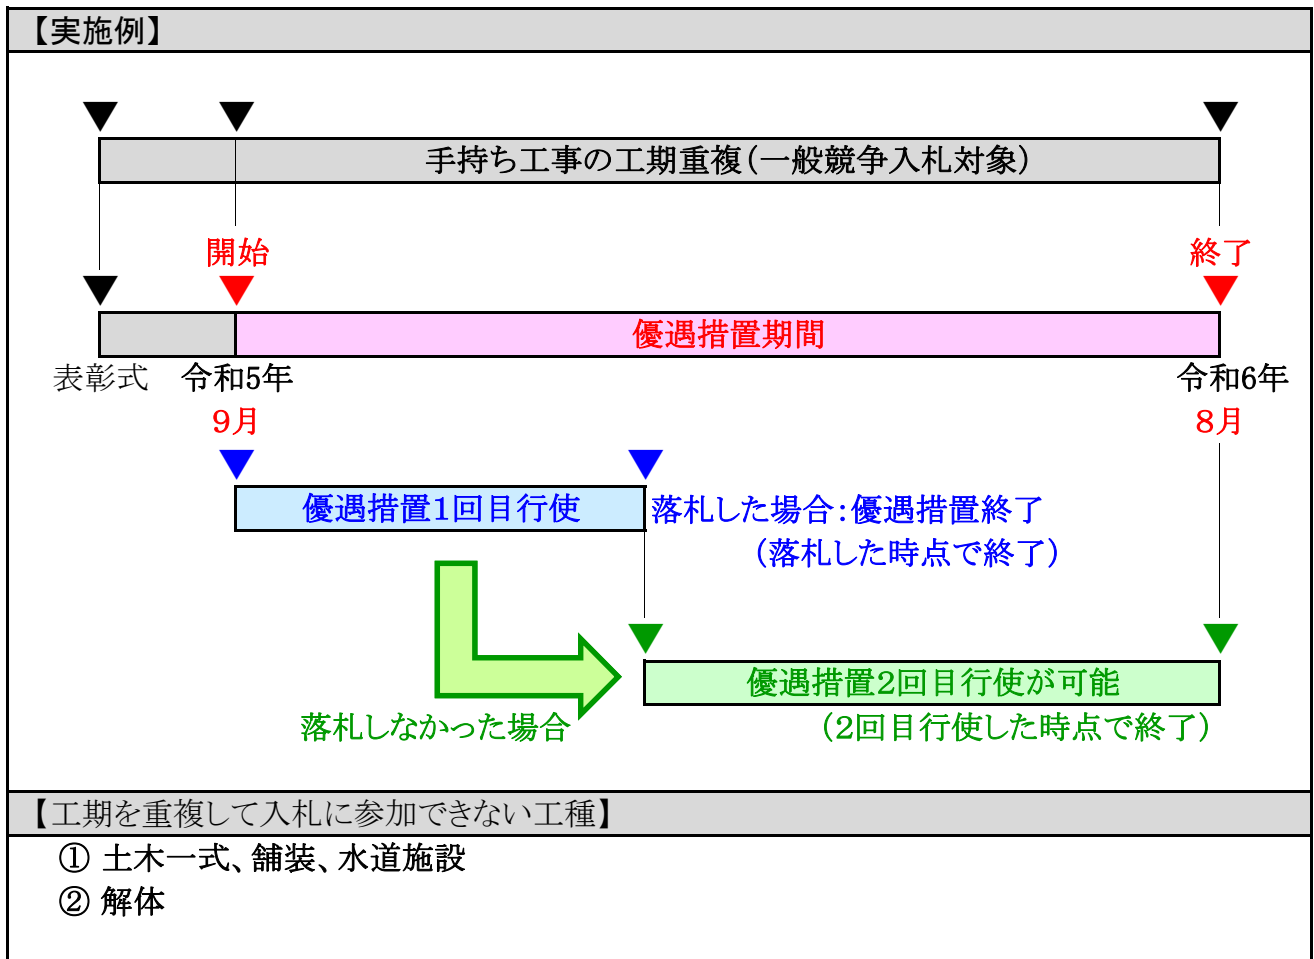 【実施例】
手持ち工事の工期重複（一般競争入札対象）
開始
終了
優遇措置期間
表彰式 令和5年 令和6年
９月 ８月
優遇措置１回目行使 落札した場合：優遇措置終了
（落札した時点で終了）
優遇措置２回目行使が可能
落札しなかった場合 （２回目行使した時点で終了）
【工期を重複して入札に参加できない工種】
① 土木一式、舗装、水道施設
② 解体